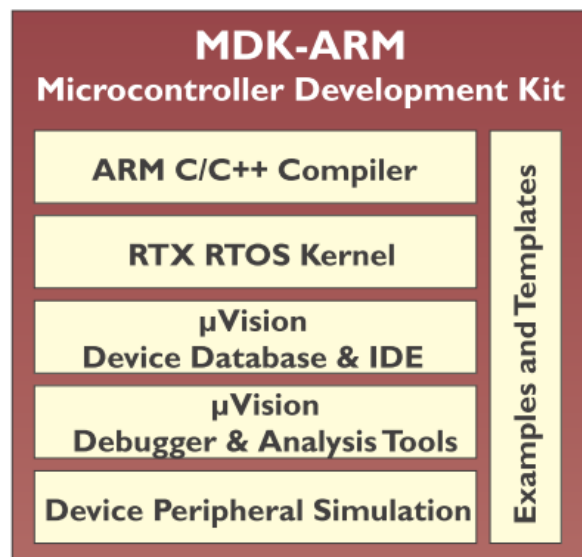 MDK-ARM
Microcontroller Development Kit
ARM C/C++ Compiler
RTX RTOS Kernel
µVision
Device Database & IDE
µVision
Debugger & Analysis Tools
Device Peripheral Simulation
Examples and Templates